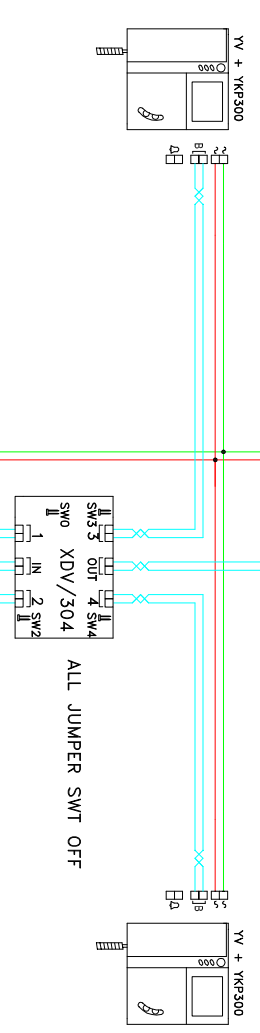 YV + YKP300
B
SW3
3
SW0
1
XDV/304
OUT
IN
4
SW4
2
SW2
ALL JUMPER SWT OFF
B
YV + YKP300